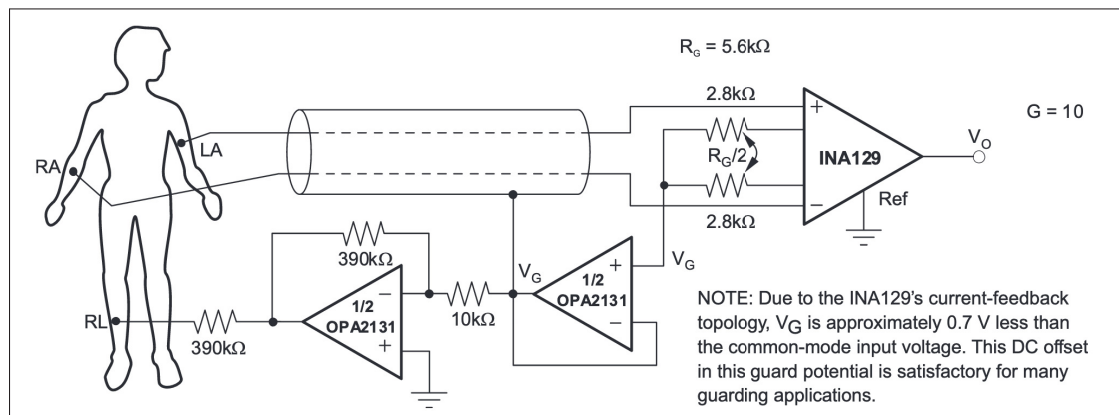 R_G = 5.6kΩ
2.8kΩ
G = 10
LA
RA
R_G/2
+
INA129
−
V_O
Ref
2.8kΩ
390kΩ
V_G
+
1/2
OPA2131
−
V_G
−
1/2
OPA2131
+
10kΩ
RL
390kΩ
NOTE: Due to the INA129's current-feedback
topology, V_G is approximately 0.7 V less than
the common-mode input voltage. This DC offset
in this guard potential is satisfactory for many
guarding applications.